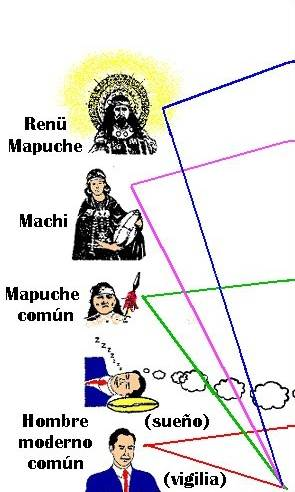 Renü
Mapuche
Machi
Mapuche
común
z z z z z z
(sueño)
Hombre
moderno
común
(vigilia)